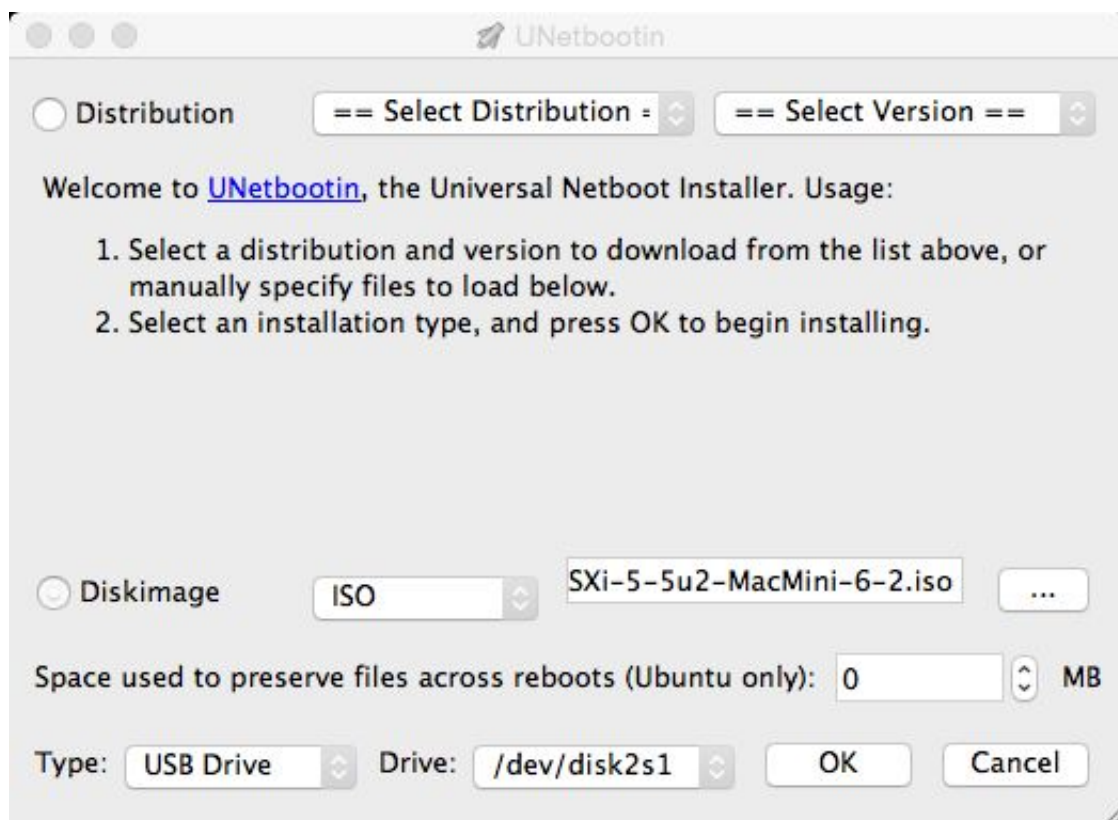 UNetbootin
Distribution == Select Distribution = == Select Version ==
Welcome to UNetbootin, the Universal Netboot Installer. Usage:
1. Select a distribution and version to download from the list above, or
manually specify files to load below.
2. Select an installation type, and press OK to begin installing.
Diskimage ISO SXi-5-5u2-MacMini-6-2.iso ...
Space used to preserve files across reboots (Ubuntu only): 0 MB
Type: USB Drive Drive: /dev/disk2s1 OK Cancel